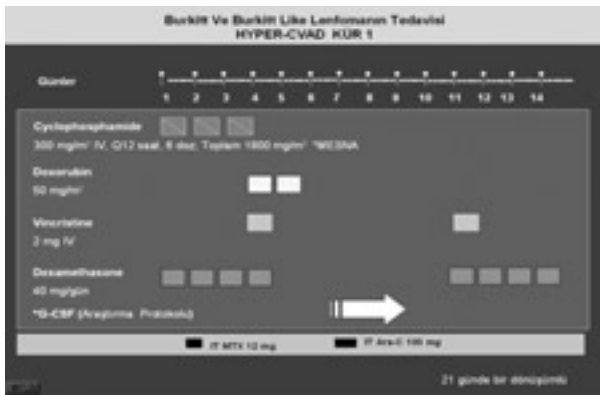 Burkitt Ve Burkitt Like Lenfomanın Tedavisi
HYPER-CVAD KÜR 1
Günler
1 2 3 4 5 6 7 8 9 10 11 12 13 14
Cyclophosphamide
300 mg/m² IV, Q12 saat, 6 doz; Toplam 1800 mg/m² *MESNA
Doxorubin
50 mg/m²
Vincristine
2 mg IV
Dexamethasone
40 mg/gün
*G-CSF (Araştırma Protokolü)
IT MTX 12 mg IT Ara-C 100 mg
21 günde bir dönüşümlü